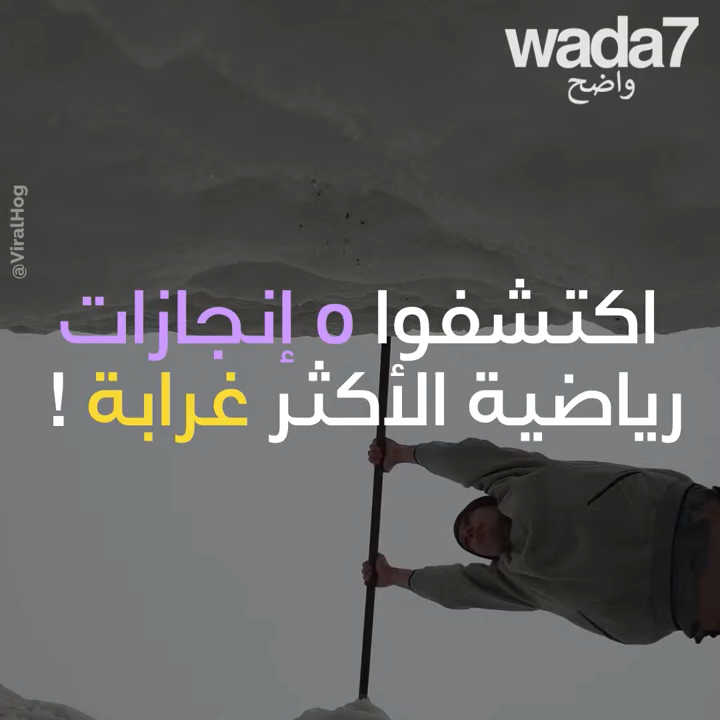 wada7
واضح
@ViralHog
اكتشفوا ٥ إنجازات
رياضية الأكثر غرابة !